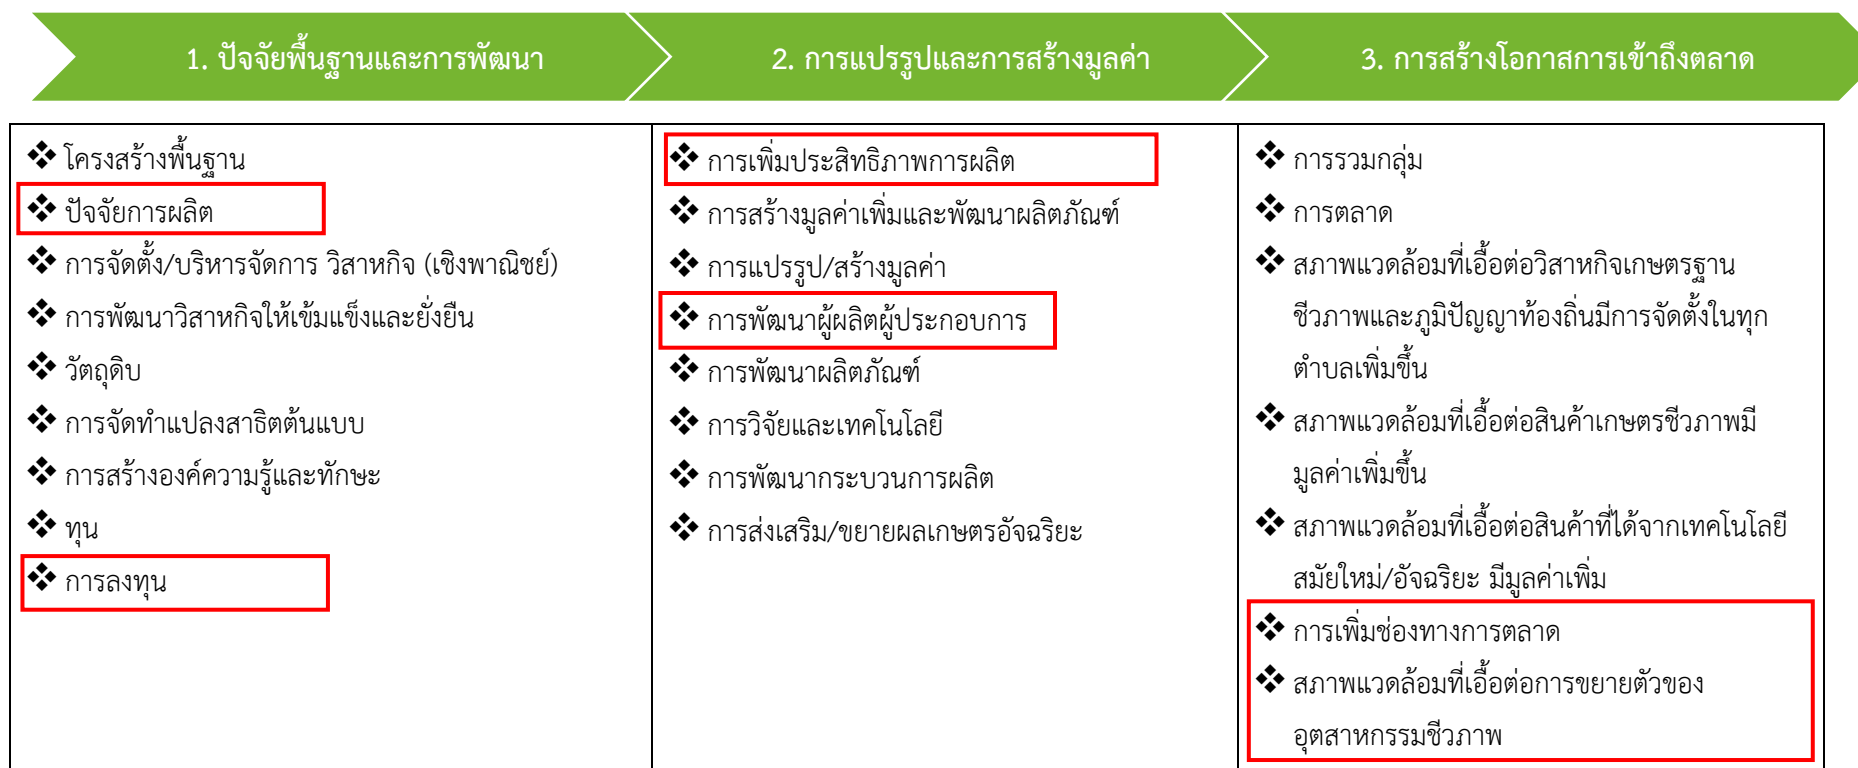 1. ปัจจัยพื้นฐานและการพัฒนา
2. การแปรรูปและการสร้างมูลค่า
3. การสร้างโอกาสการเข้าถึงตลาด
❖ โครงสร้างพื้นฐาน
❖ ปัจจัยการผลิต
❖ การจัดตั้ง/บริหารจัดการ วิสาหกิจ (เชิงพาณิชย์)
❖ การพัฒนาวิสาหกิจให้เข้มแข็งและยั่งยืน
❖ วัตถุดิบ
❖ การจัดทำแปลงสาธิตต้นแบบ
❖ การสร้างองค์ความรู้และทักษะ
❖ ทุน
❖ การลงทุน
❖ การเพิ่มประสิทธิภาพการผลิต
❖ การสร้างมูลค่าเพิ่มและพัฒนาผลิตภัณฑ์
❖ การแปรรูป/สร้างมูลค่า
❖ การพัฒนาผู้ผลิตผู้ประกอบการ
❖ การพัฒนาผลิตภัณฑ์
❖ การวิจัยและเทคโนโลยี
❖ การพัฒนากระบวนการผลิต
❖ การส่งเสริม/ขยายผลเกษตรอัจฉริยะ
❖ การรวมกลุ่ม
❖ การตลาด
❖ สภาพแวดล้อมที่เอื้อต่อวิสาหกิจเกษตรฐาน
ชีวภาพและภูมิปัญญาท้องถิ่นมีการจัดตั้งในทุก
ตำบลเพิ่มขึ้น
❖ สภาพแวดล้อมที่เอื้อต่อสินค้าเกษตรชีวภาพมี
มูลค่าเพิ่มขึ้น
❖ สภาพแวดล้อมที่เอื้อต่อสินค้าที่ได้จากเทคโนโลยี
สมัยใหม่/อัจฉริยะ มีมูลค่าเพิ่ม
❖ การเพิ่มช่องทางการตลาด
❖ สภาพแวดล้อมที่เอื้อต่อการขยายตัวของ
อุตสาหกรรมชีวภาพ